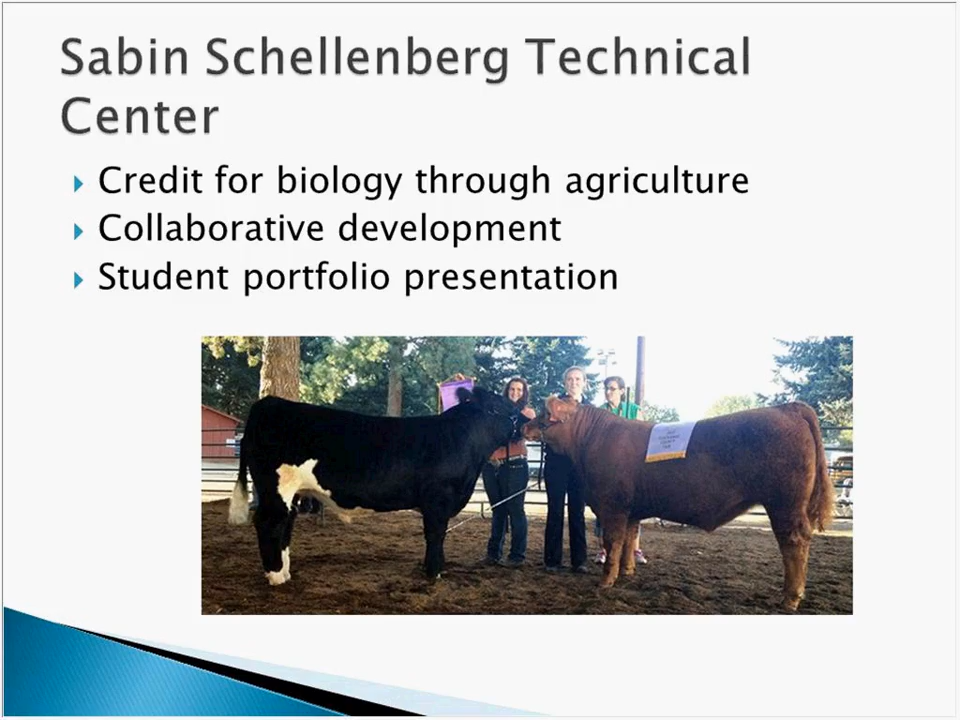 Sabin Schellenberg Technical
Center
Credit for biology through agriculture
Collaborative development
Student portfolio presentation